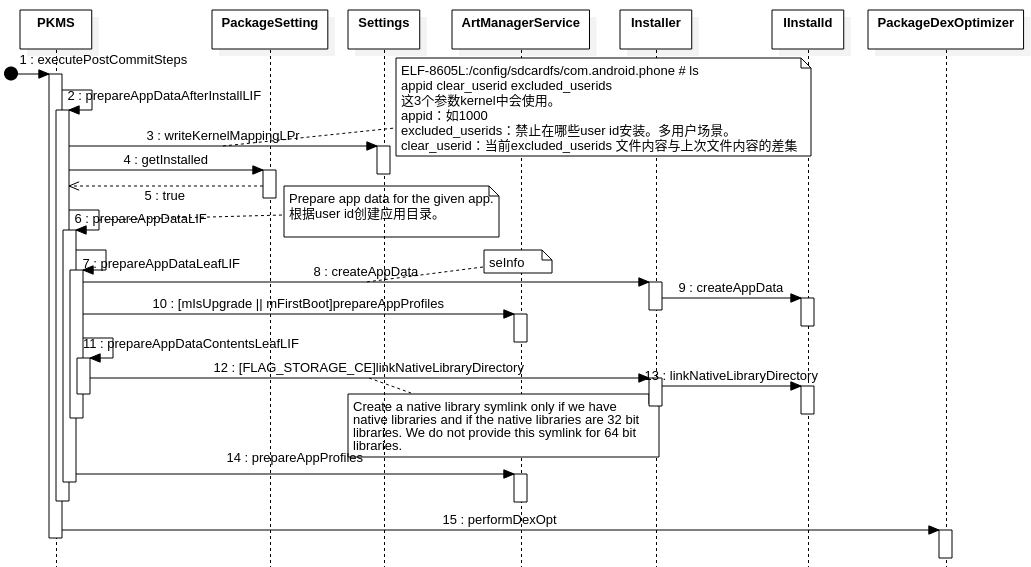 PKMS
PackageSetting
Settings
ArtManagerService
Installer
IInstalld
PackageDexOptimizer
1 : executePostCommitSteps
ELF-8605L:/config/sdcardfs/com.android.phone # ls
appid clear_userid excluded_userids
这3个参数kernel中会使用。
appid：如1000
excluded_userids：禁止在哪些user id安装。多用户场景。
clear_userid：当前excluded_userids 文件内容与上次文件内容的差集
2 : prepareAppDataAfterInstallLIF
3 : writeKernelMappingLPr
4 : getInstalled
5 : true
Prepare app data for the given app.
根据user id创建应用目录。
6 : prepareAppDataLIF
7 : prepareAppDataLeafLIF
seInfo
8 : createAppData
9 : createAppData
10 : [mIsUpgrade || mFirstBoot]prepareAppProfiles
11 : prepareAppDataContentsLeafLIF
12 : [FLAG_STORAGE_CE]linkNativeLibraryDirectory
13 : linkNativeLibraryDirectory
Create a native library symlink only if we have
native libraries and if the native libraries are 32 bit
libraries. We do not provide this symlink for 64 bit
libraries.
14 : prepareAppProfiles
15 : performDexOpt